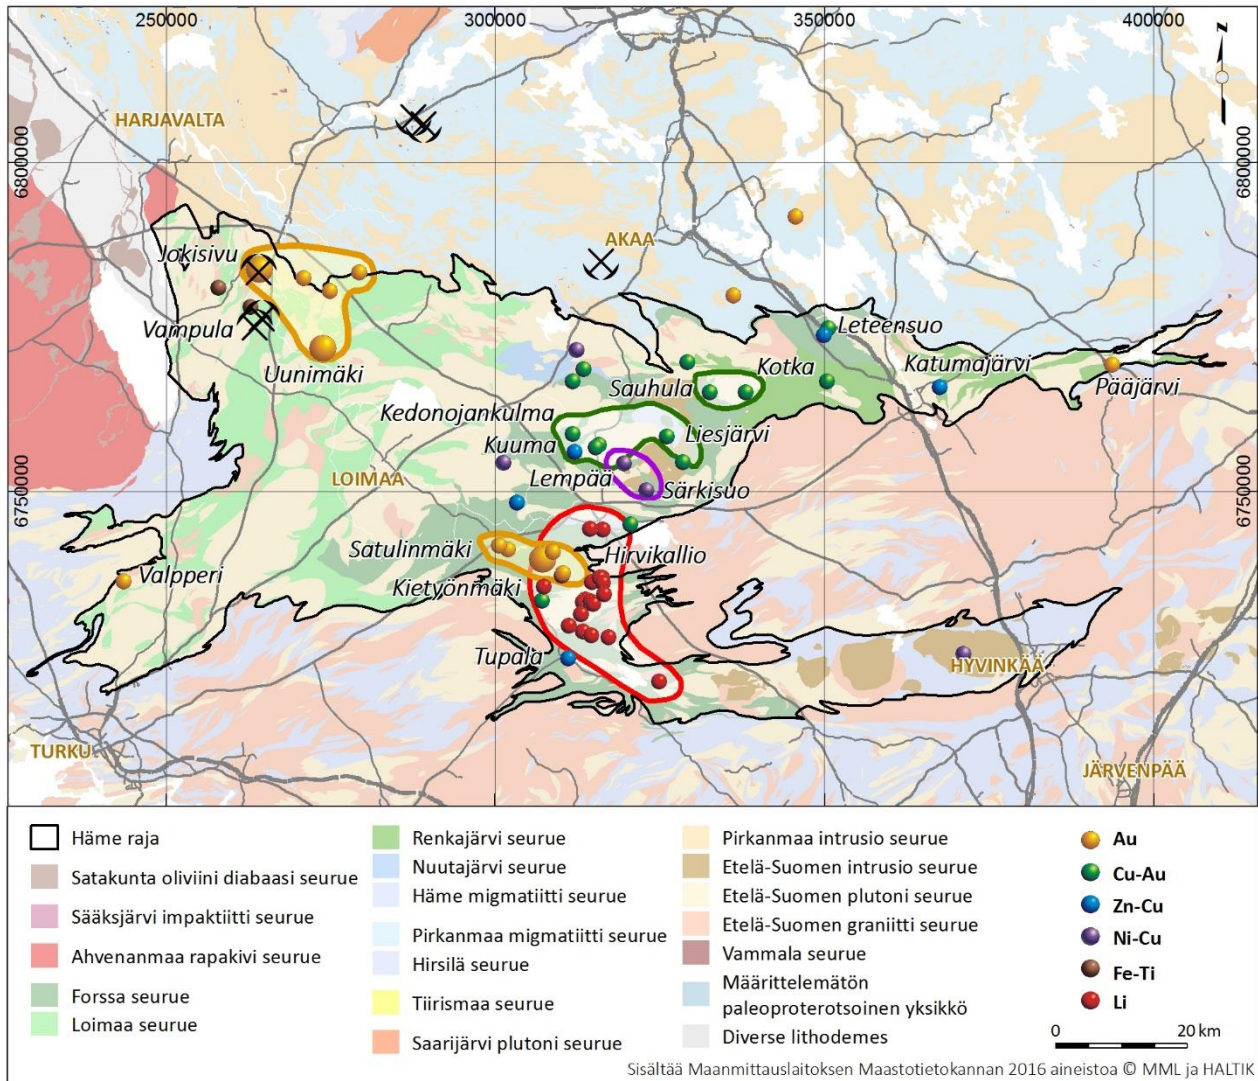 250000
300000
350000
400000
z
HARJAVALTA
6800000
6800000
AKAA
Jokisivu
Vampula
Leteensuo
Kotka
Katumajärvi
Uunimäki
Sauhula
Pääjärvi
Kedonojankulma
Kuuma
Liesjärvi
LOIMAA
Lempää
Särkisuo
6750000
6750000
Satulinmäki
Hirvikallio
Valpperi
Kietyönmäki
Tupala
HYVINKÄÄ
TURKU
JÄRVENPÄÄ
Häme raja
Satakunta oliviini diabaasi seurue
Sääksjärvi impaktiitti seurue
Ahvenanmaa rapakivi seurue
Forssa seurue
Loimaa seurue
Renkajärvi seurue
Nuutajärvi seurue
Häme migmatiitti seurue
Pirkanmaa migmatiitti seurue
Hirsilä seurue
Tiirismaa seurue
Saarijärvi plutoni seurue
Pirkanmaa intrusio seurue
Etelä-Suomen intrusio seurue
Etelä-Suomen plutoni seurue
Etelä-Suomen graniitti seurue
Vammala seurue
Määrittelemätön
paleoproterotsoinen yksikkö
Diverse lithodemes
Au
Cu-Au
Zn-Cu
Ni-Cu
Fe-Ti
Li
0 20 km
Sisältää Maanmittauslaitoksen Maastotietokannan 2016 aineistoa © MML ja HALTIK